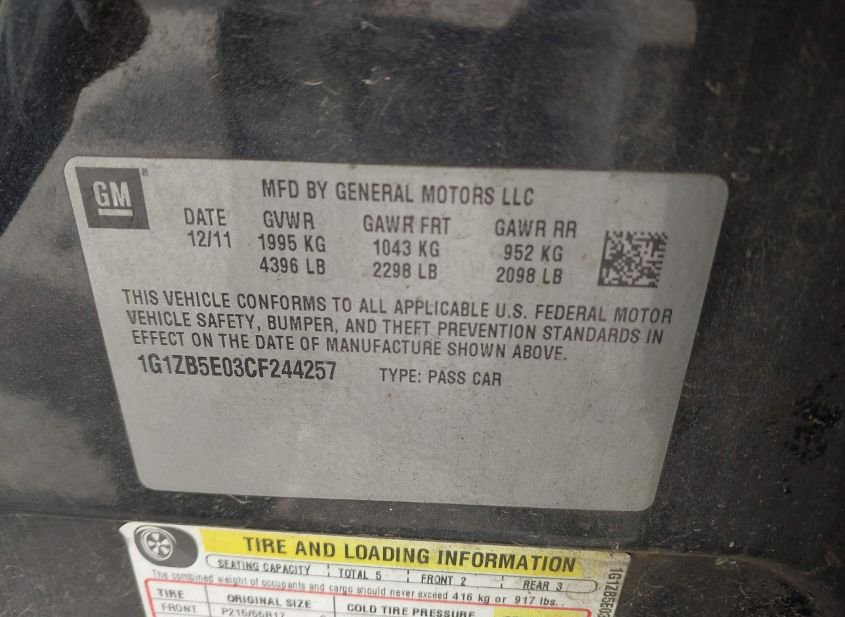 GM
MFD BY GENERAL MOTORS LLC
DATE GVWR GAWR FRT GAWR RR
12/11 1995 KG 1043 KG 952 KG
4396 LB 2298 LB 2098 LB
THIS VEHICLE CONFORMS TO ALL APPLICABLE U.S. FEDERAL MOTOR
VEHICLE SAFETY, BUMPER, AND THEFT PREVENTION STANDARDS IN
EFFECT ON THE DATE OF MANUFACTURE SHOWN ABOVE.
1G1ZB5E03CF244257 TYPE: PASS CAR
TIRE AND LOADING INFORMATION
SEATING CAPACITY TOTAL 5 FRONT 2 REAR 3
The combined weight of occupants and cargo should never exceed 416 kg or 917 lbs.
TIRE ORIGINAL SIZE COLD TIRE PRESSURE
FRONT P215/55R17
1G1ZB5E03